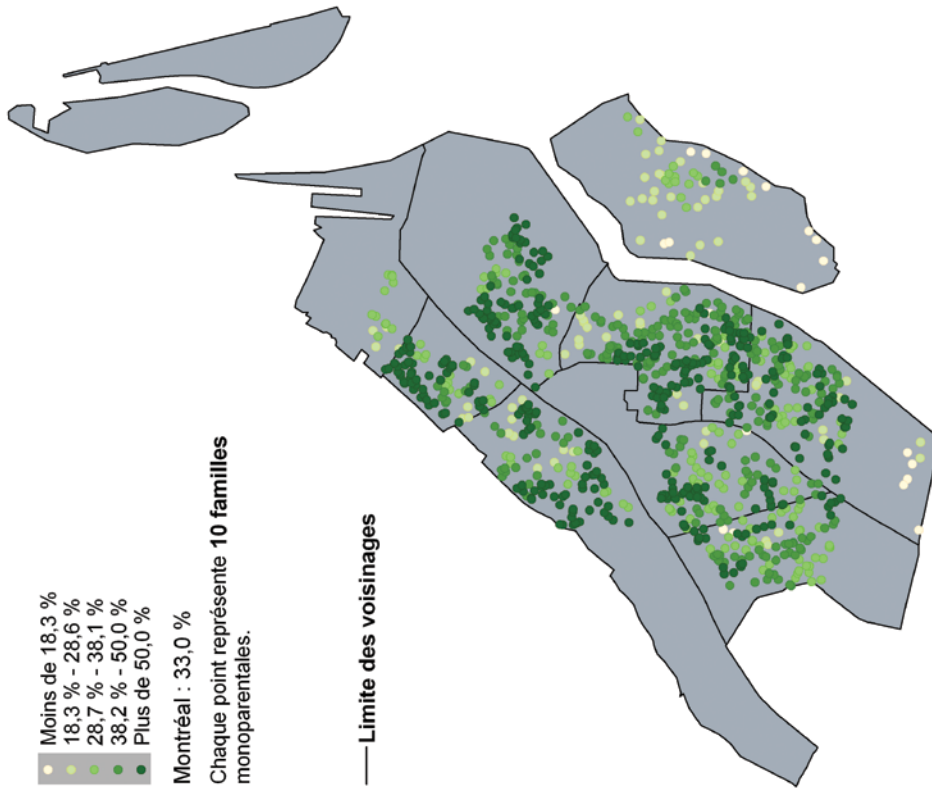 Moins de 18,3 %
18,3 % - 28,6 %
28,7 % - 38,1 %
38,2 % - 50,0 %
Plus de 50,0 %
Montréal : 33,0 %
Chaque point représente 10 familles
monoparentales.
Limite des voisinages